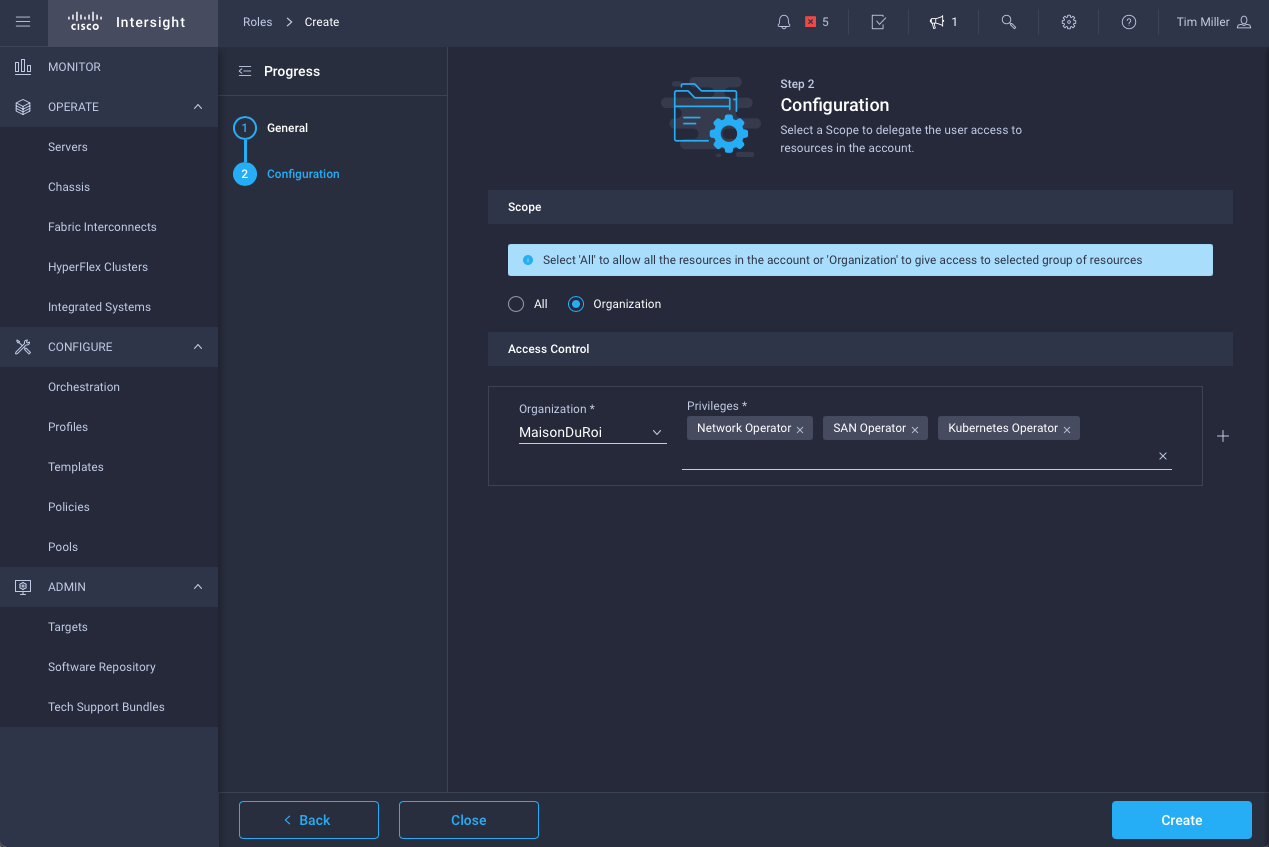 cisco Intersight
Roles > Create
5
1
Tim Miller
MONITOR
OPERATE
Servers
Chassis
Fabric Interconnects
HyperFlex Clusters
Integrated Systems
CONFIGURE
Orchestration
Profiles
Templates
Policies
Pools
ADMIN
Targets
Software Repository
Tech Support Bundles
Progress
1 General
2 Configuration
Step 2
Configuration
Select a Scope to delegate the user access to
resources in the account.
Scope
Select 'All' to allow all the resources in the account or 'Organization' to give access to selected group of resources
All
Organization
Access Control
Organization *
MaisonDuRoi
Privileges *
Network Operator ×
SAN Operator ×
Kubernetes Operator ×
×
+
< Back
Close
Create